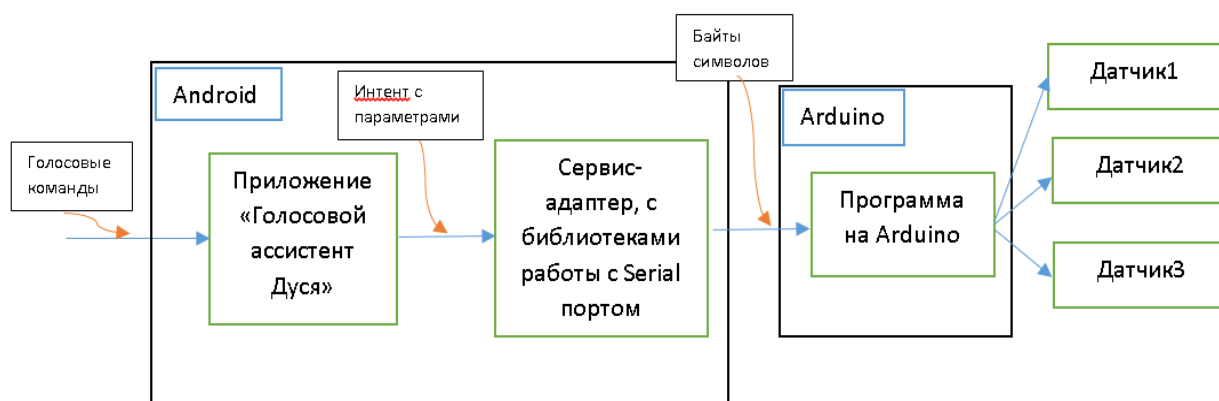 Голосовые
команды
Android
Приложение
«Голосовой
ассистент
Дуся»
Интент с
параметрами
Сервис-
адаптер, с
библиотеками
работы с Serial
портом
Байты
символов
Arduino
Программа
на Arduino
Датчик1
Датчик2
Датчик3